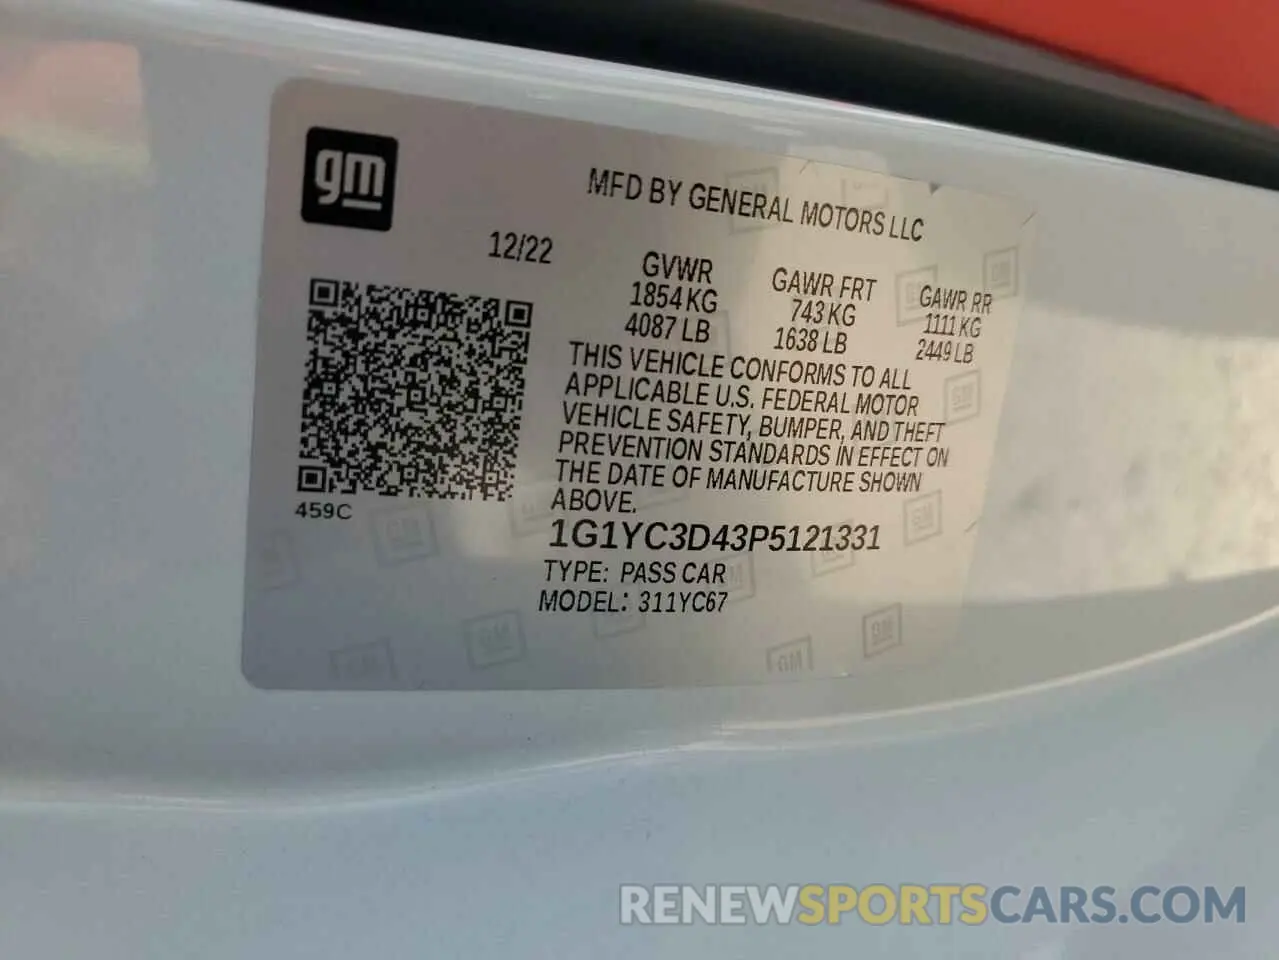 gm
MFD BY GENERAL MOTORS LLC
12/22
GVWR GAWR FRT GAWR RR
1854 KG 743 KG 1111 KG
4087 LB 1638 LB 2449 LB
THIS VEHICLE CONFORMS TO ALL
APPLICABLE U.S. FEDERAL MOTOR
VEHICLE SAFETY, BUMPER, AND THEFT
PREVENTION STANDARDS IN EFFECT ON
THE DATE OF MANUFACTURE SHOWN
ABOVE.
459C
1G1YC3D43P5121331
TYPE: PASS CAR
MODEL: 311YC67
RENEWSPORTSCARS.COM